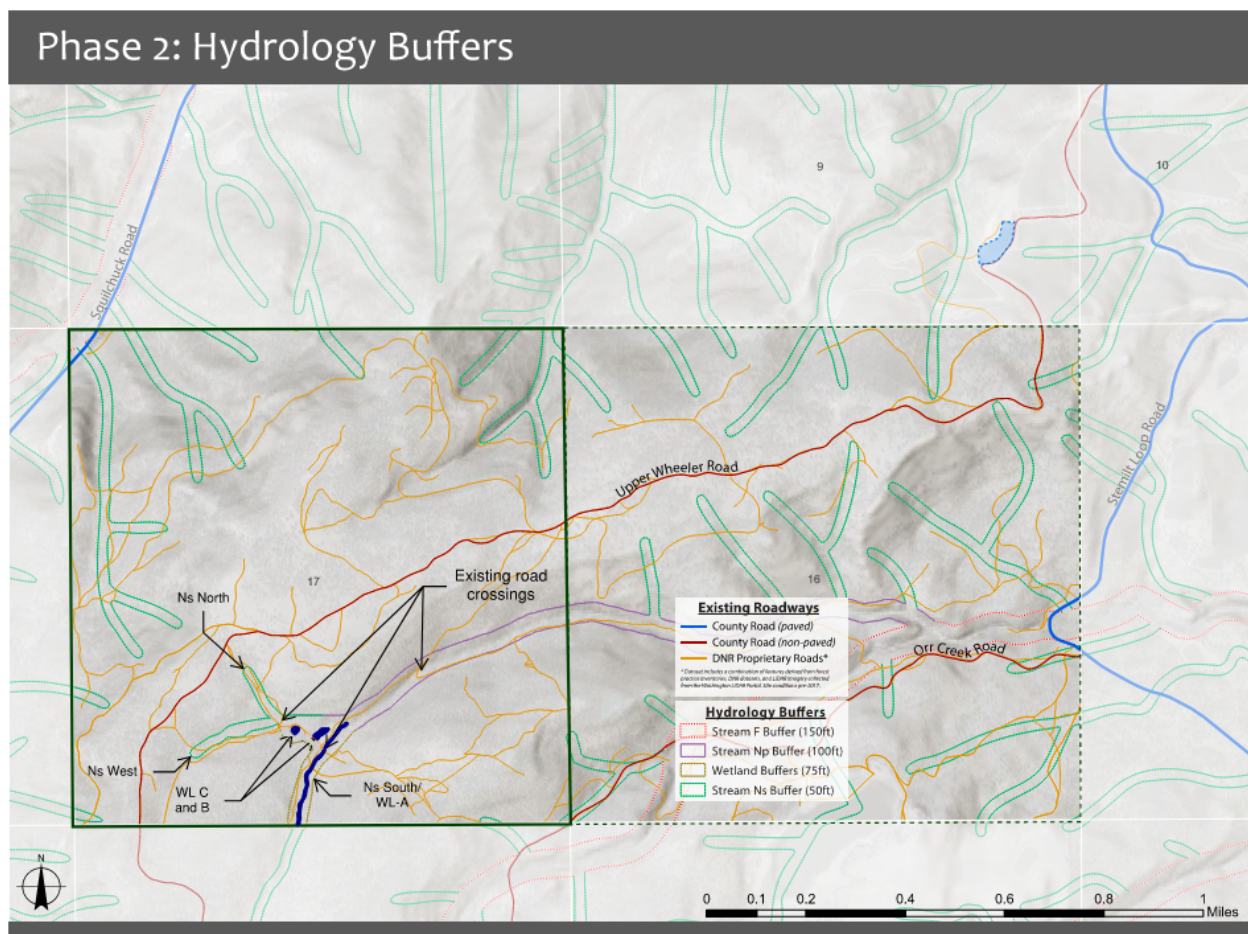 Phase 2: Hydrology Buffers
9
10
Squilchuck Road
Stemilt Loop Road
Upper Wheeler Road
17
16
Existing road
crossings
Ns North
Ns West
WL C
and B
Ns South/
WL-A
Orr Creek Road
Existing Roadways
County Road (paved)
County Road (non-paved)
DNR Proprietary Roads*
Hydrology Buffers
Stream F Buffer (150ft)
Stream Np Buffer (100ft)
Wetland Buffers (75ft)
Stream Ns Buffer (50ft)
N
0 0.1 0.2 0.4 0.6 0.8 1
Miles